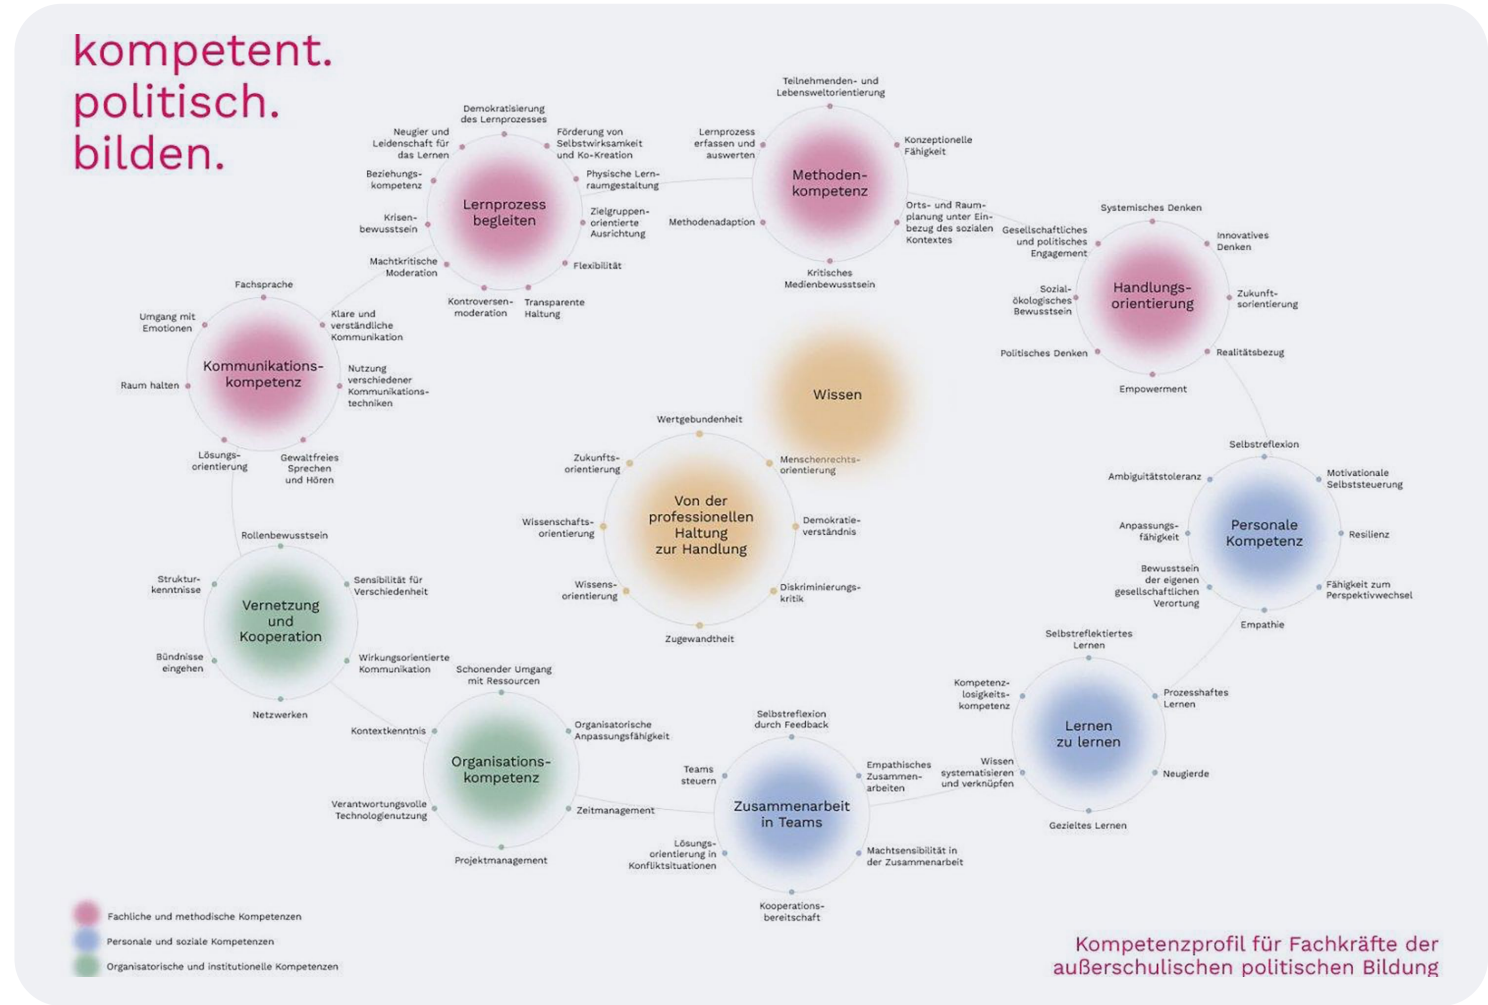 kompetent.
politisch.
bilden.
Demokratisierung
des Lernprozesses
Neugier und
Leidenschaft für
das Lernen
Förderung von
Selbstwirksamkeit
und Ko-Kreation
Beziehungs-
kompetenz
Physische Lern-
raumgestaltung
Krisen-
bewusstsein
Zielgruppen-
orientierte
Ausrichtung
Machtkritische
Moderation
Flexibilität
Kontroversen-
moderation
Transparente
Haltung
Lernprozess
begleiten
Teilnehmenden- und
Lebensweltorientierung
Lernprozess
erfassen und
auswerten
Konzeptionelle
Fähigkeit
Methodenadaption
Orts- und Raum-
planung unter Ein-
bezug des sozialen
Kontextes
Kritisches
Medienbewusstsein
Methoden-
kompetenz
Systemisches Denken
Gesellschaftliches
und politisches
Engagement
Innovatives
Denken
Sozial-
ökologisches
Bewusstsein
Zukunft-
sorientierung
Politisches Denken
Realitätsbezug
Empowerment
Handlungs-
orientierung
Fachsprache
Umgang mit
Emotionen
Klare und
verständliche
Kommunikation
Raum halten
Nutzung
verschiedener
Kommunikations-
techniken
Lösungs-
orientierung
Gewaltfreies
Sprechen
und Hören
Kommunikations-
kompetenz
Wissen
Wertgebundenheit
Zukunfts-
orientierung
Menschenrechts-
orientierung
Wissenschafts-
orientierung
Demokratie-
verständnis
Wissens-
orientierung
Diskriminierungs-
kritik
Zugewandtheit
Von der
professionellen
Haltung
zur Handlung
Selbstreflexion
Ambiguitätstoleranz
Motivationale
Selbststeuerung
Anpassungs-
fähigkeit
Resilienz
Bewusstsein
der eigenen
gesellschaftlichen
Verortung
Fähigkeit zum
Perspektivwechsel
Empathie
Personale
Kompetenz
Rollenbewusstsein
Struktur-
kenntnisse
Sensibilität für
Verschiedenheit
Bündnisse
eingehen
Wirkungsorientierte
Kommunikation
Netzwerken
Vernetzung
und
Kooperation
Schonender Umgang
mit Ressourcen
Kontextkenntnis
Organisatorische
Anpassungsfähigkeit
Verantwortungsvolle
Technologienutzung
Zeitmanagement
Projektmanagement
Organisations-
kompetenz
Selbstreflexion
durch Feedback
Teams
steuern
Empathisches
Zusammen-
arbeiten
Lösungs-
orientierung in
Konfliktsituationen
Machtsensibilität in
der Zusammenarbeit
Kooperations-
bereitschaft
Zusammenarbeit
in Teams
Selbstreflektiertes
Lernen
Kompetenz-
losigkeits-
kompetenz
Prozesshaftes
Lernen
Wissen
systematisieren
und verknüpfen
Neugierde
Gezieltes Lernen
Lernen
zu lernen
Fachliche und methodische Kompetenzen
Personale und soziale Kompetenzen
Organisatorische und institutionelle Kompetenzen
Kompetenzprofil für Fachkräfte der
außerschulischen politischen Bildung